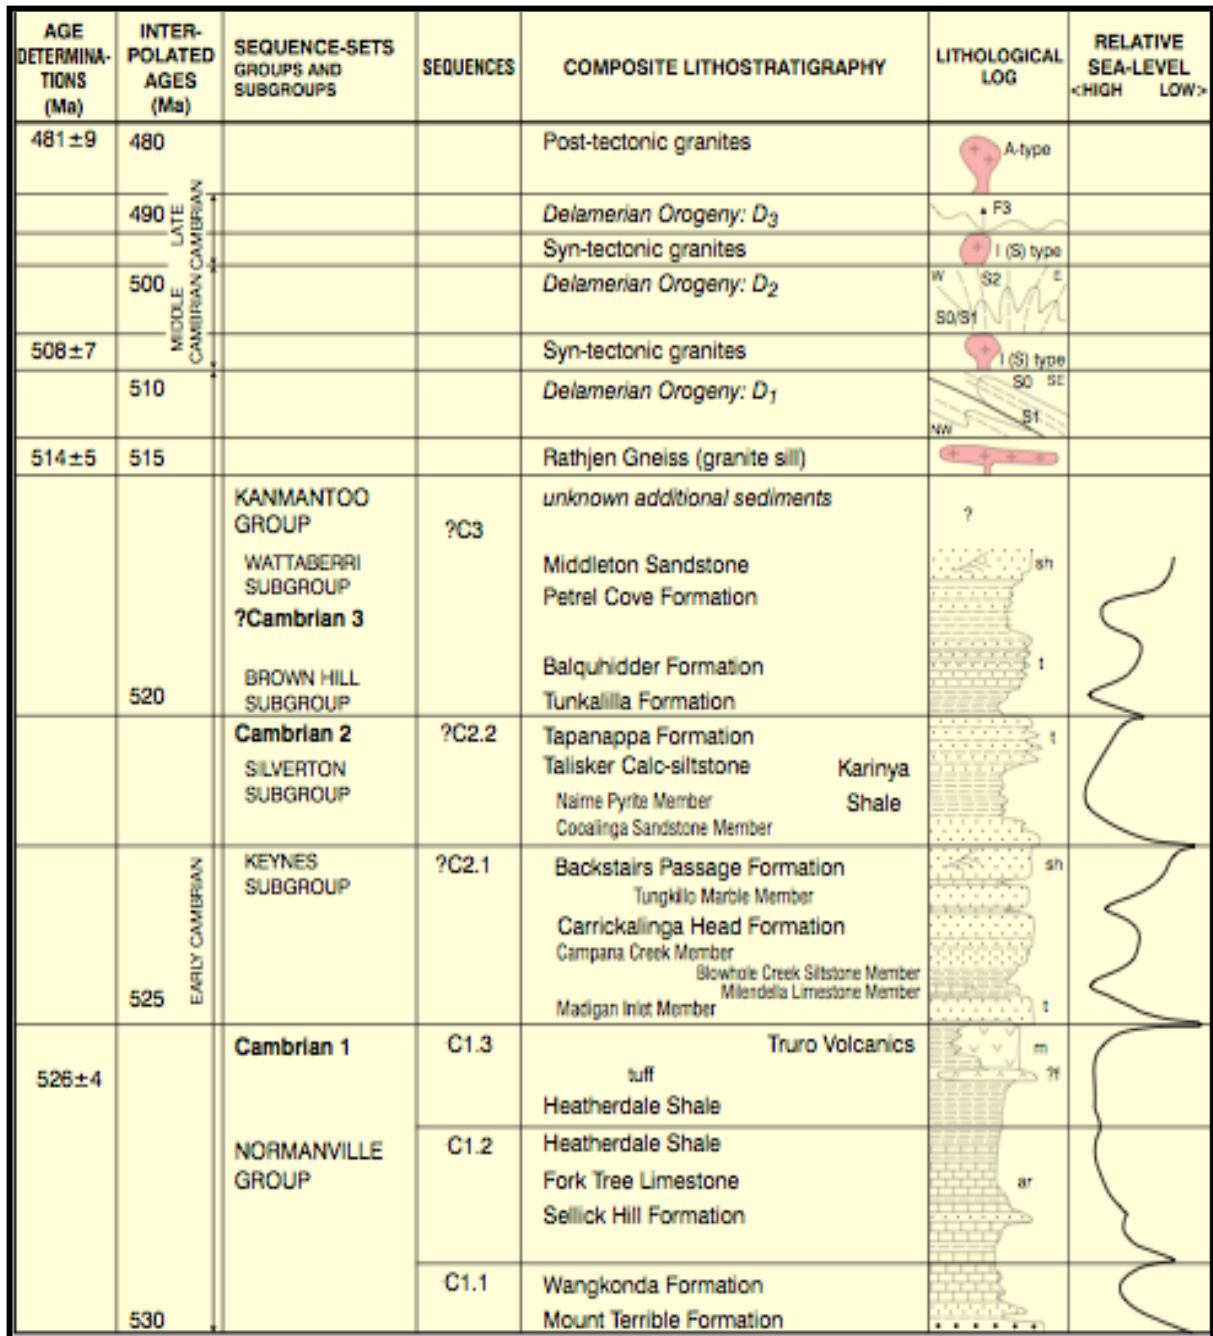 AGE DETERMINA-TIONS (Ma)
INTER-POLATED AGES (Ma)
SEQUENCE-SETS GROUPS AND SUBGROUPS
SEQUENCES
COMPOSITE LITHOSTRATIGRAPHY
LITHOLOGICAL LOG
RELATIVE SEA-LEVEL
<HIGH LOW>
481±9 480 Post-tectonic granites A-type
490 Delamerian Orogeny: D3 F3
LATE CAMBRIAN
Syn-tectonic granites I (S) type
500 Delamerian Orogeny: D2 W S2 E
S0/S1
MIDDLE CAMBRIAN
508±7 Syn-tectonic granites I (S) type
510 Delamerian Orogeny: D1 S0 SE
S1
NW
514±5 515 Rathjen Gneiss (granite sill)
KANMANTOO GROUP ?C3 unknown additional sediments ?
WATTABERRI SUBGROUP Middleton Sandstone sh
Petrel Cove Formation
?Cambrian 3
BROWN HILL SUBGROUP Balquhidder Formation t
520 Tunkalilla Formation
Cambrian 2 ?C2.2 Tapanappa Formation t
SILVERTON SUBGROUP Talisker Calc-siltstone Karinya Shale
Nairne Pyrite Member
Cooalinga Sandstone Member
KEYNES SUBGROUP ?C2.1 Backstairs Passage Formation sh
Tungkillo Marble Member
EARLY CAMBRIAN
Carrickalinga Head Formation
Campana Creek Member
Blowhole Creek Siltstone Member
Milendella Limestone Member
525 Madigan Inlet Member t
Cambrian 1 C1.3 Truro Volcanics m
526±4 tuff ?f
Heatherdale Shale
NORMANVILLE GROUP C1.2 Heatherdale Shale
Fork Tree Limestone ar
Sellick Hill Formation
C1.1 Wangkonda Formation
530 Mount Terrible Formation